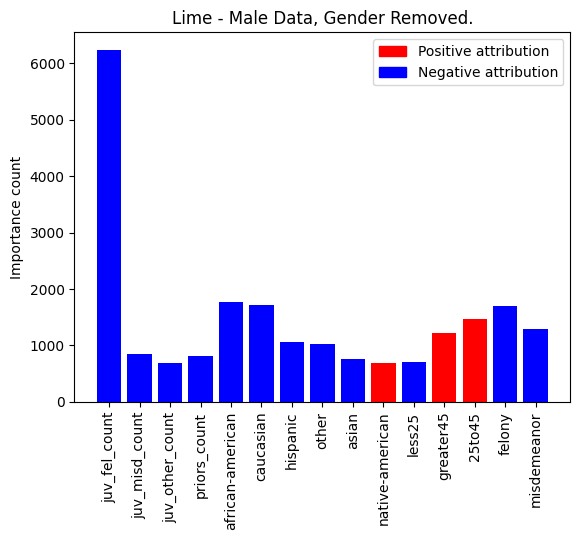 Lime - Male Data, Gender Removed.
Positive attribution
Negative attribution
Importance count
6000
5000
4000
3000
2000
1000
0
juv_fel_count
juv_misd_count
juv_other_count
priors_count
african-american
caucasian
hispanic
other
asian
native-american
less25
greater45
25to45
felony
misdemeanor